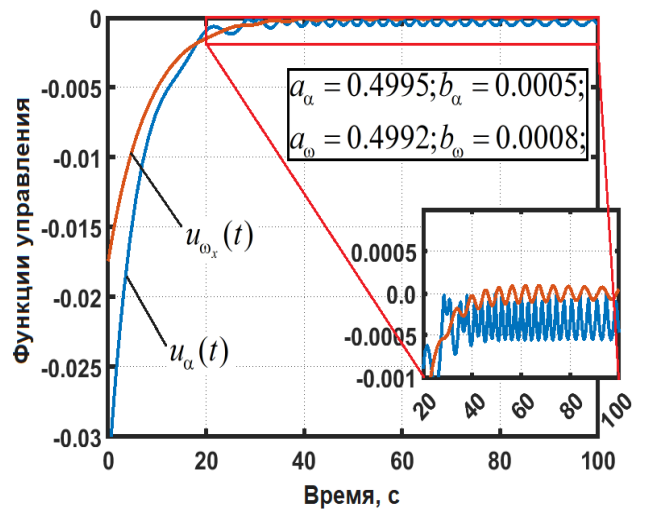 Функции управления
0
-0.005
-0.01
-0.015
-0.02
-0.025
-0.03
0 20 40 60 80 100
Время, с
a_α = 0.4995; b_α = 0.0005;
a_ω = 0.4992; b_ω = 0.0008;
u_{ω_x}(t)
u_α(t)
0.0005
0.0
-0.0005
-0.001
20 40 60 80 100